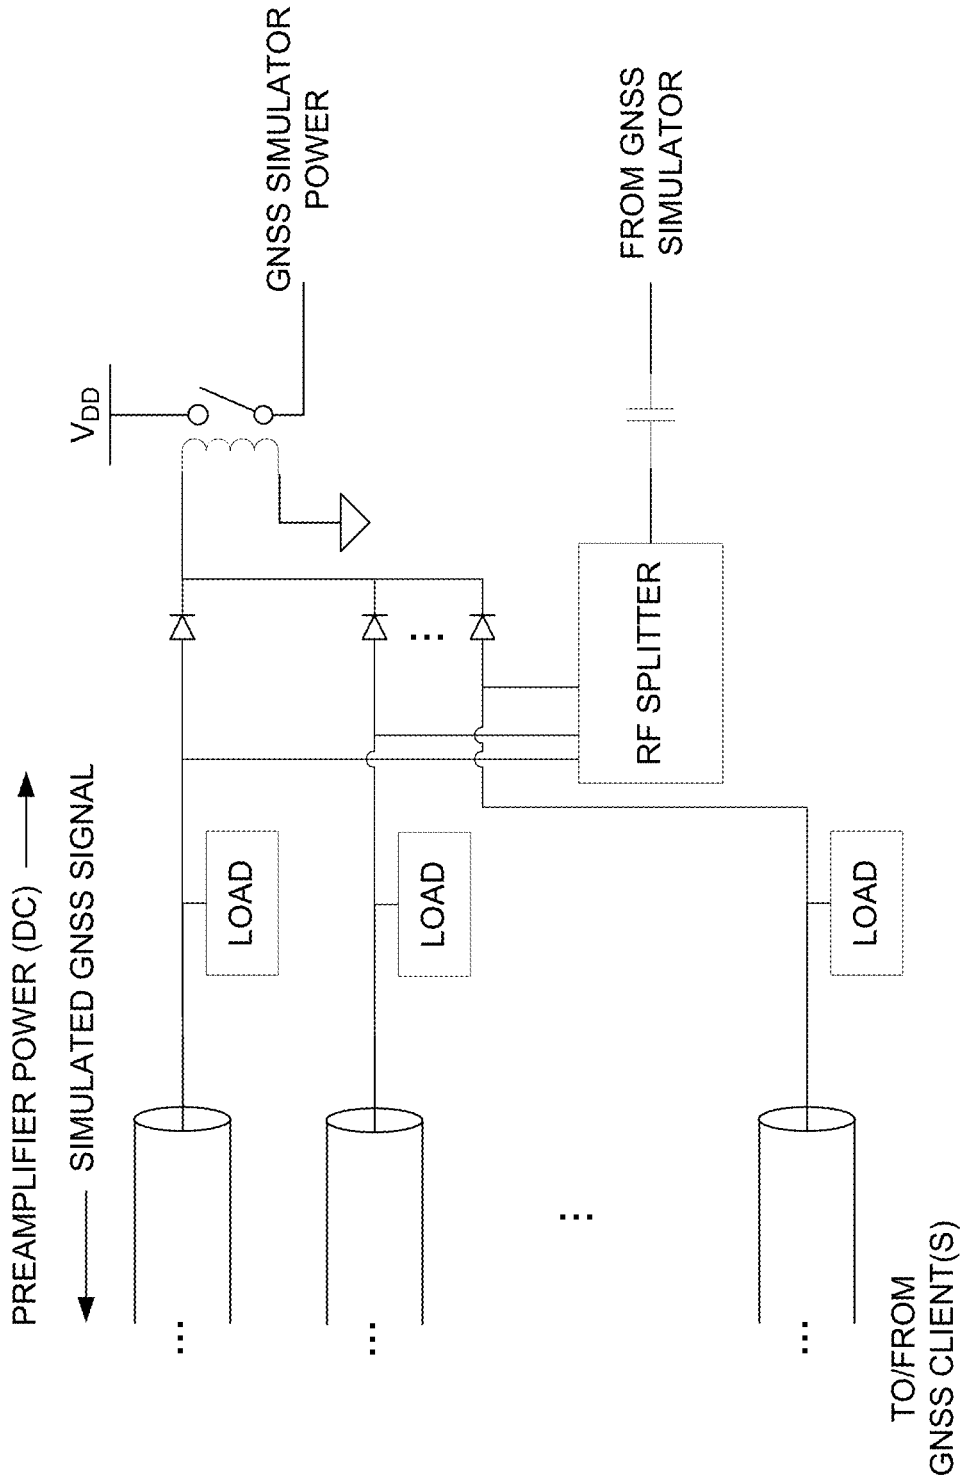 PREAMPLIFIER POWER (DC)
SIMULATED GNSS SIGNAL
V_DD
GNSS SIMULATOR
POWER
LOAD
LOAD
LOAD
RF SPLITTER
FROM GNSS
SIMULATOR
...
...
...
...
...
TO/FROM
GNSS CLIENT(S)